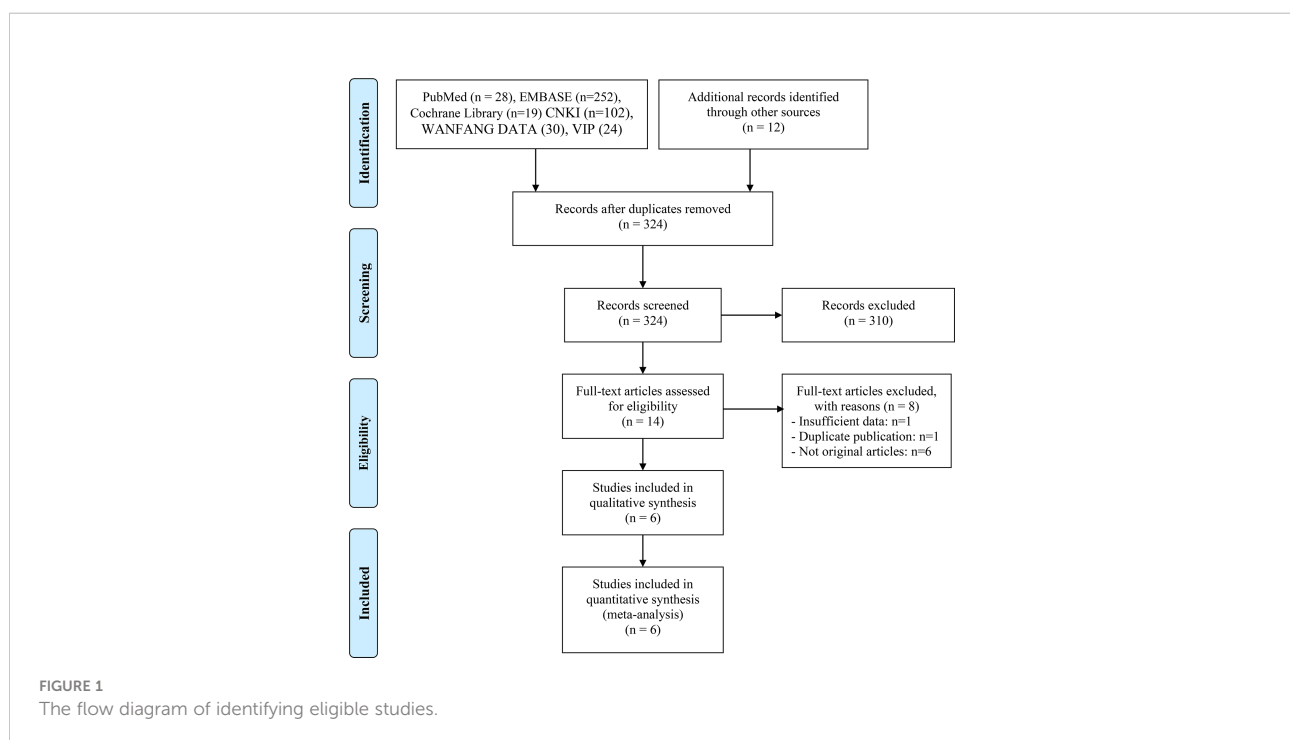 Identification
PubMed (n = 28), EMBASE (n=252),
Cochrane Library (n=19) CNKI (n=102),
WANFANG DATA (30), VIP (24)
Additional records identified
through other sources
(n = 12)
Records after duplicates removed
(n = 324)
Screening
Records screened
(n = 324)
Records excluded
(n = 310)
Eligibility
Full-text articles assessed
for eligibility
(n = 14)
Full-text articles excluded,
with reasons (n = 8)
- Insufficient data: n=1
- Duplicate publication: n=1
- Not original articles: n=6
Studies included in
qualitative synthesis
(n = 6)
Included
Studies included in
quantitative synthesis
(meta-analysis)
(n = 6)
FIGURE 1
The flow diagram of identifying eligible studies.